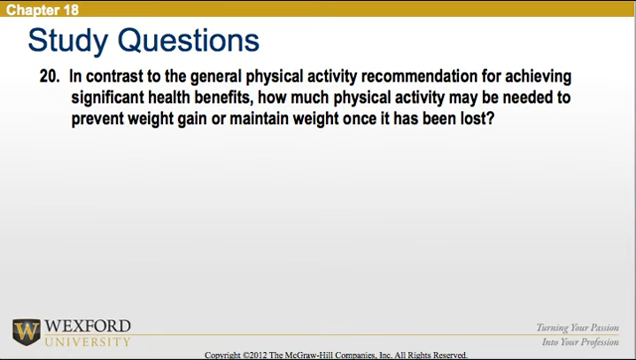 Chapter 18
Study Questions
20. In contrast to the general physical activity recommendation for achieving
significant health benefits, how much physical activity may be needed to
prevent weight gain or maintain weight once it has been lost?
WEXFORD
UNIVERSITY
Turning Your Passion
Into Your Profession
Copyright ©2012 The McGraw-Hill Companies, Inc. All Rights Reserved.